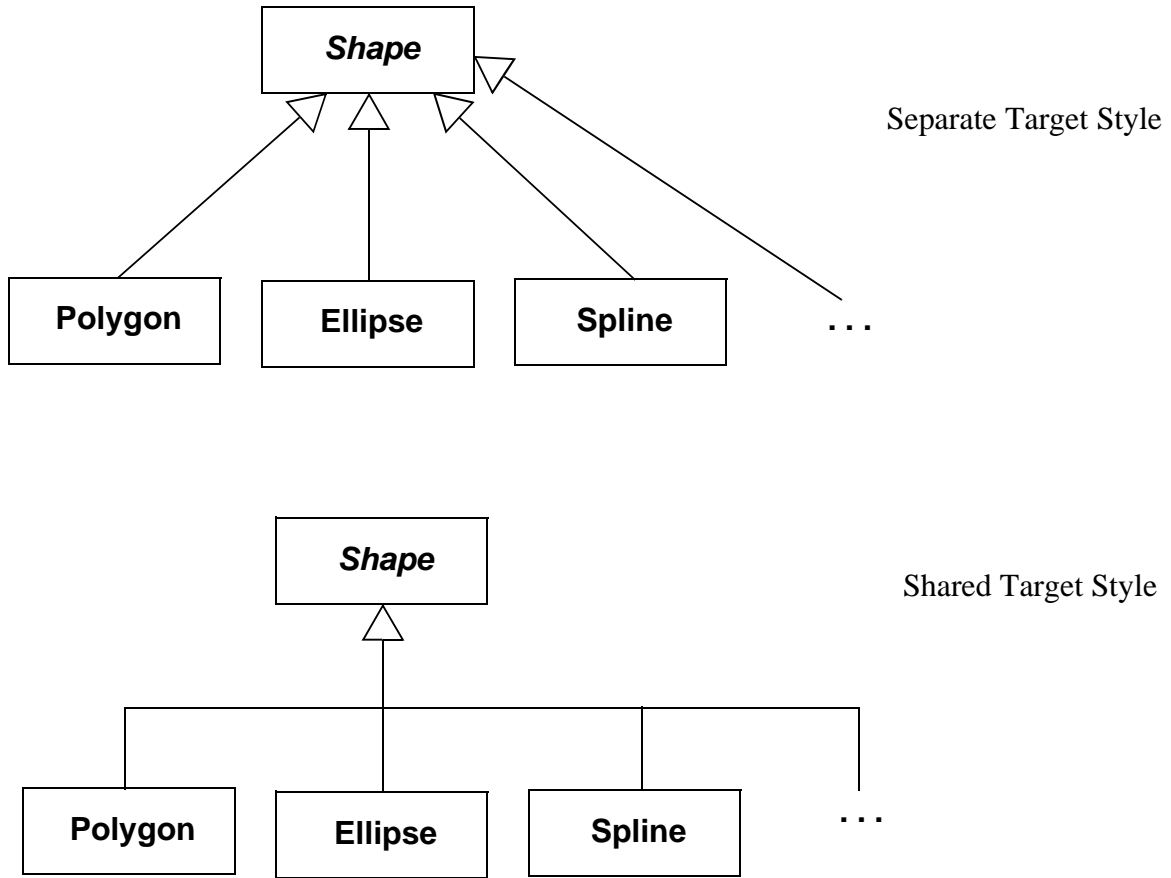 Shape
Separate Target Style
Polygon
Ellipse
Spline
. . .
Shape
Shared Target Style
Polygon
Ellipse
Spline
. . .